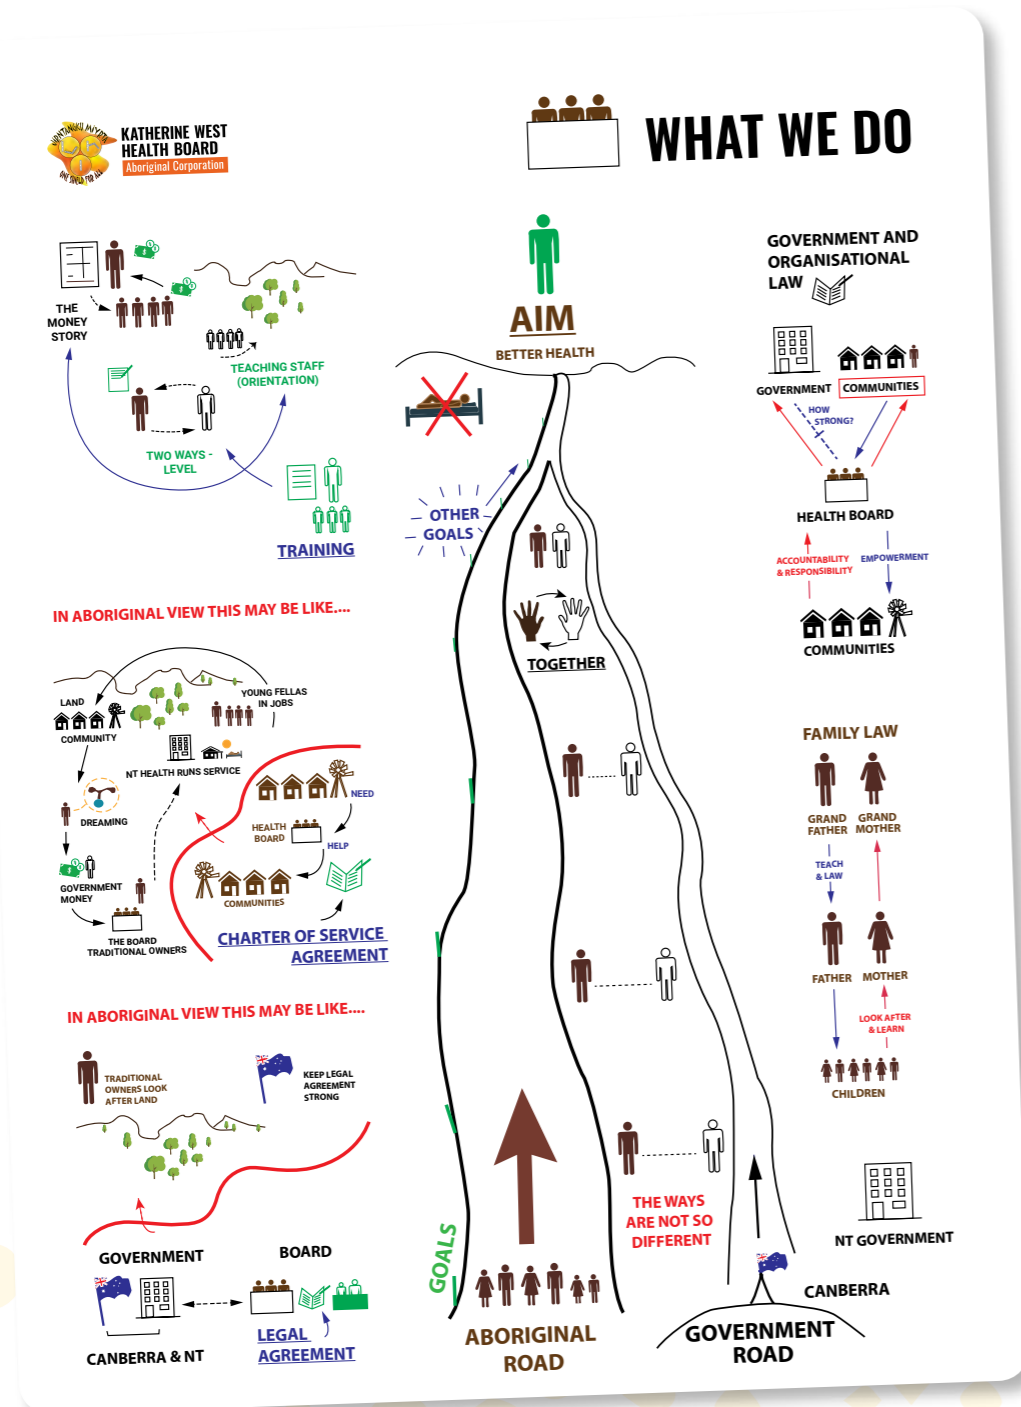 WURNTANGKU MIYRTA
ONE SHIELD FOR ALL
KATHERINE WEST
HEALTH BOARD
Aboriginal Corporation
WHAT WE DO
THE
MONEY
STORY
TEACHING STAFF
(ORIENTATION)
TWO WAYS -
LEVEL
TRAINING
IN ABORIGINAL VIEW THIS MAY BE LIKE....
LAND
COMMUNITY
YOUNG FELLAS
IN JOBS
NT HEALTH RUNS SERVICE
DREAMING
GOVERNMENT
MONEY
THE BOARD
TRADITIONAL OWNERS
NEED
HEALTH
BOARD
HELP
COMMUNITIES
CHARTER OF SERVICE
AGREEMENT
IN ABORIGINAL VIEW THIS MAY BE LIKE....
TRADITIONAL
OWNERS LOOK
AFTER LAND
KEEP LEGAL
AGREEMENT
STRONG
GOVERNMENT
BOARD
CANBERRA & NT
LEGAL
AGREEMENT
AIM
BETTER HEALTH
OTHER
GOALS
TOGETHER
THE WAYS
ARE NOT SO
DIFFERENT
GOALS
ABORIGINAL
ROAD
GOVERNMENT
ROAD
CANBERRA
NT GOVERNMENT
GOVERNMENT AND
ORGANISATIONAL
LAW
GOVERNMENT
COMMUNITIES
HOW
STRONG?
HEALTH BOARD
ACCOUNTABILITY
& RESPONSIBILITY
EMPOWERMENT
COMMUNITIES
FAMILY LAW
GRAND
FATHER
GRAND
MOTHER
TEACH
& LAW
FATHER
MOTHER
LOOK AFTER
& LEARN
CHILDREN